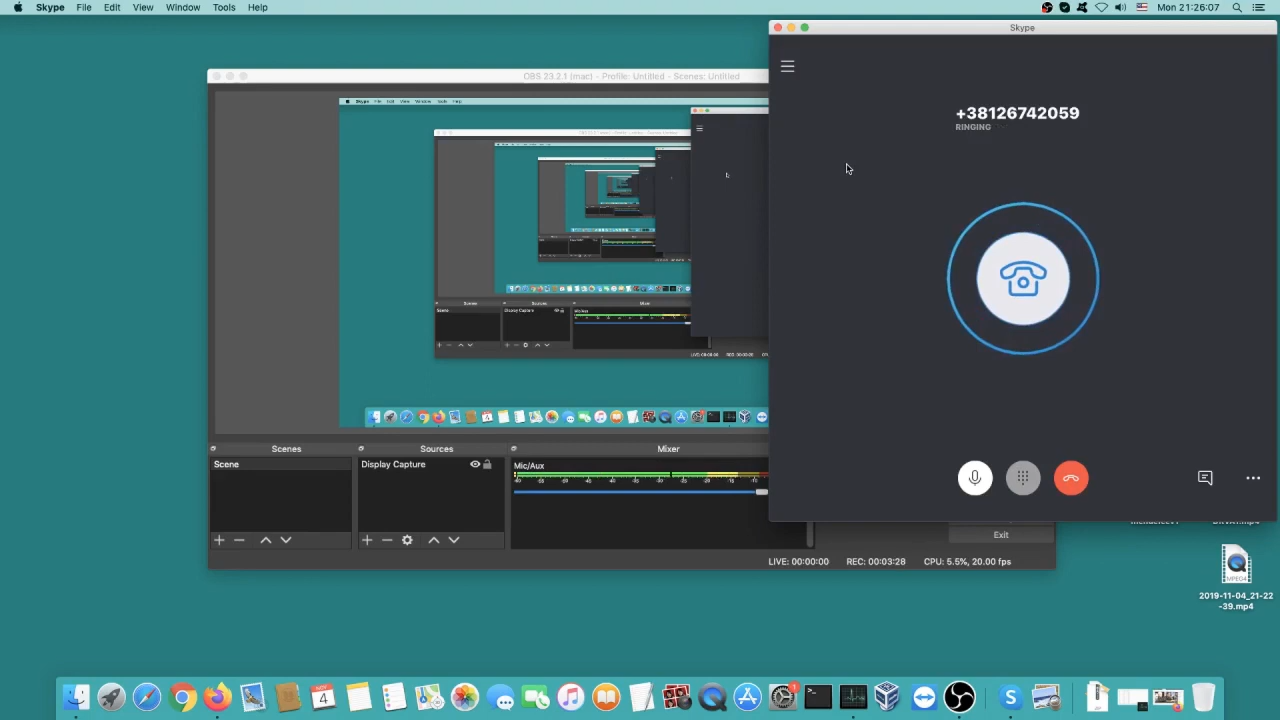 Skype File Edit View Window Tools Help
Mon 21:26:07
Skype
OBS 23.2.1 (mac) - Profile: Untitled - Scenes: Untitled
+38126742059
RINGING
Scenes
Sources
Mixer
Scene
Display Capture
Mic/Aux
Exit
LIVE: 00:00:00
REC: 00:03:28
CPU: 5.5%, 20.00 fps
MPEG4
2019-11-04_21-22
-39.mp4